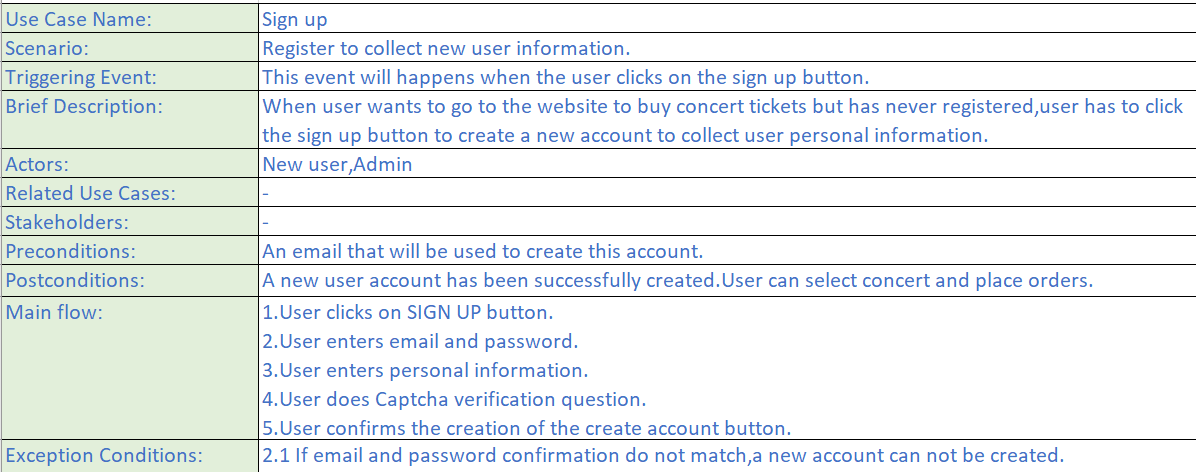 Use Case Name: Sign up
Scenario: Register to collect new user information.
Triggering Event: This event will happens when the user clicks on the sign up button.
Brief Description: When user wants to go to the website to buy concert tickets but has never registered,user has to click
the sign up button to create a new account to collect user personal information.
Actors: New user,Admin
Related Use Cases: -
Stakeholders: -
Preconditions: An email that will be used to create this account.
Postconditions: A new user account has been successfully created.User can select concert and place orders.
Main flow: 1.User clicks on SIGN UP button.
2.User enters email and password.
3.User enters personal information.
4.User does Captcha verification question.
5.User confirms the creation of the create account button.
Exception Conditions: 2.1 If email and password confirmation do not match,a new account can not be created.